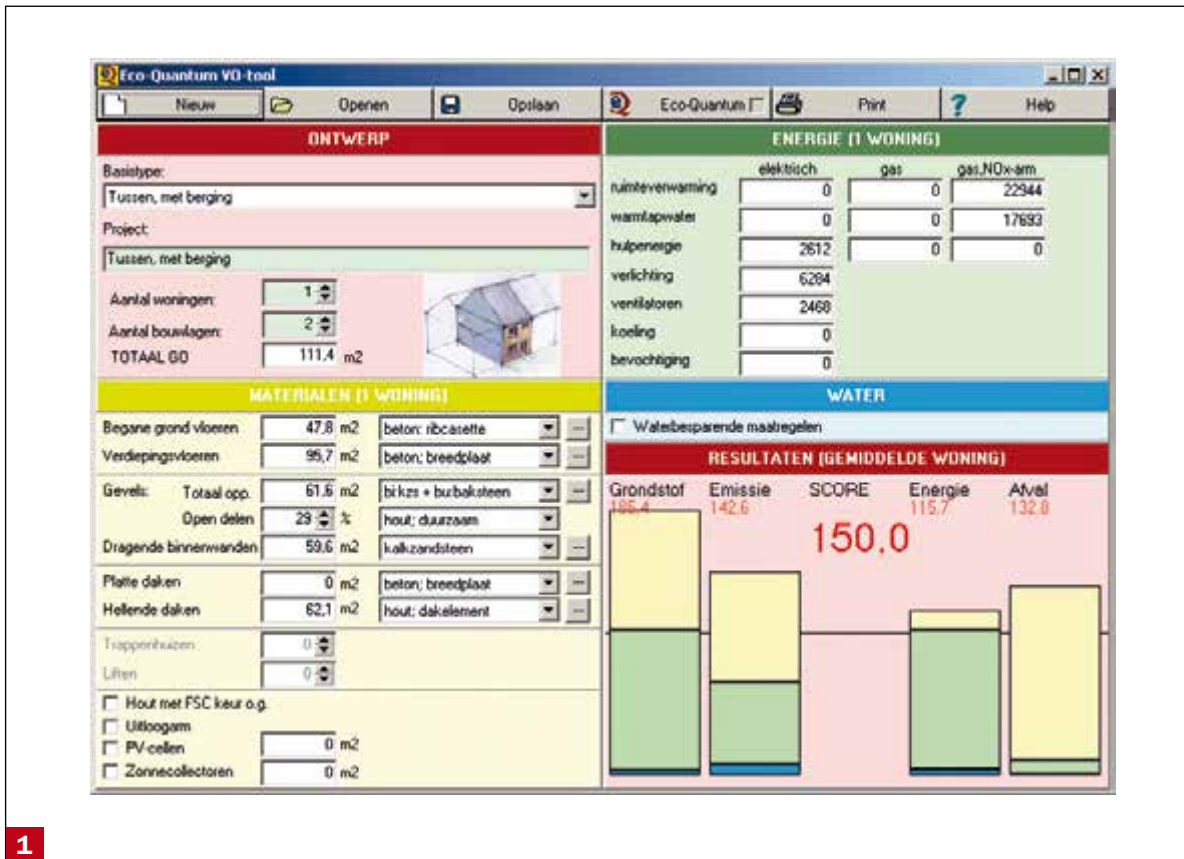 Eco-Quantum VO-tool
Nieuw Openen Opslaan Eco-Quantum Print ? Help
ONTWERP
Basistype:
Tussen, met berging
Project:
Tussen, met berging
Aantal woningen: 1
Aantal bouwlagen: 2
TOTAAL GO 111,4 m2
MATERIALEN (1 WONING)
Begane grond vloeren 47,8 m2 beton: ribcasette ...
Verdiepingsvloeren 95,7 m2 beton; breedplaat ...
Gevels: Totaal opp. 61,6 m2 bi:kzs + bu:baksteen ...
Open delen 29 % hout; duurzaam
Dragende binnenwanden 59,6 m2 kalkzandsteen ...
Platte daken 0 m2 beton; breedplaat ...
Hellende daken 62,1 m2 hout; dakelement ...
Trappenhuizen 0
Liften 0
Hout met FSC keur o.g.
Uitloogarm
PV-cellen 0 m2
Zonnecollectoren 0 m2
ENERGIE (1 WONING)
elektrisch gas gas,NOx-arm
ruimteverwarming 0 0 22944
warmtapwater 0 0 17693
hulpenergie 2612 0 0
verlichting 6284
ventilatoren 2468
koeling 0
bevochtiging 0
WATER
Waterbesparende maatregelen
RESULTATEN (GEMIDDELDE WONING)
Grondstof Emissie SCORE Energie Afval
185.4 142.6 115.7 132.8
150,0
1